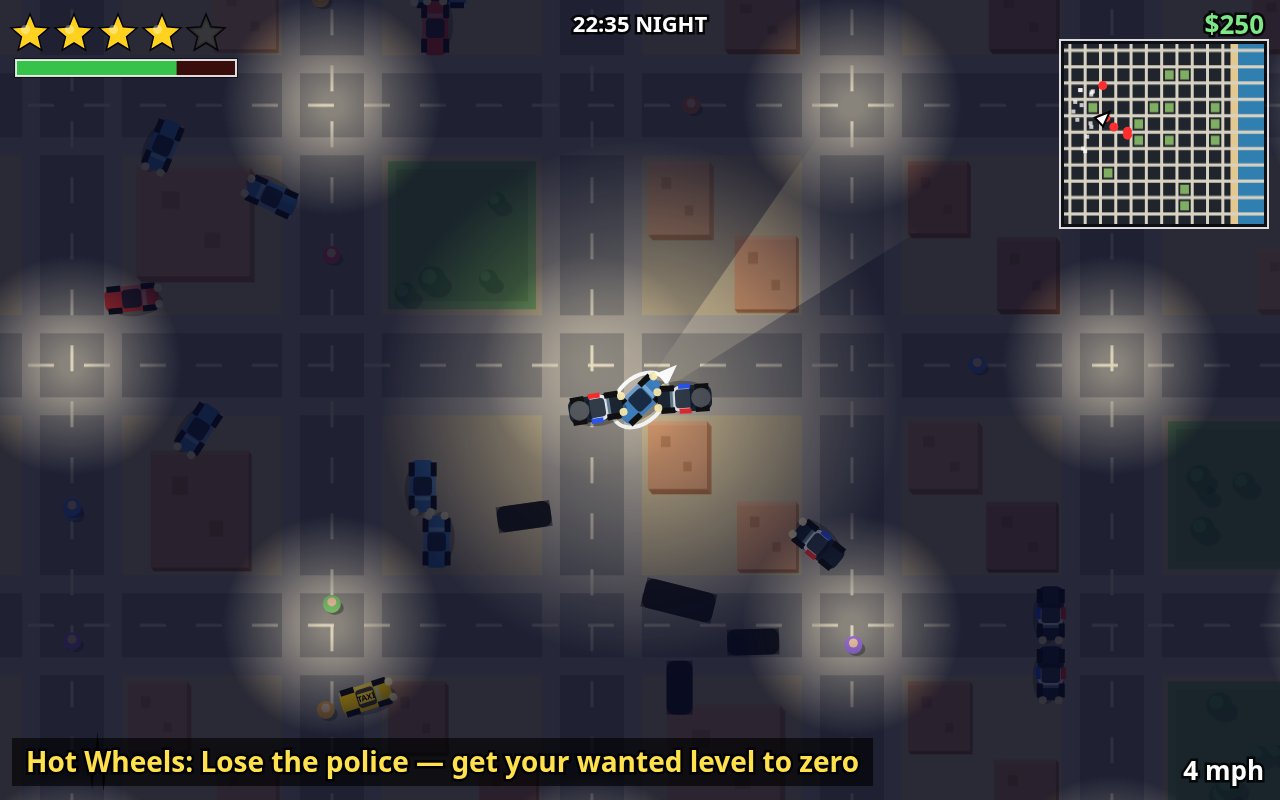 22:35 NIGHT
$250
TAXI
Hot Wheels: Lose the police — get your wanted level to zero
4 mph